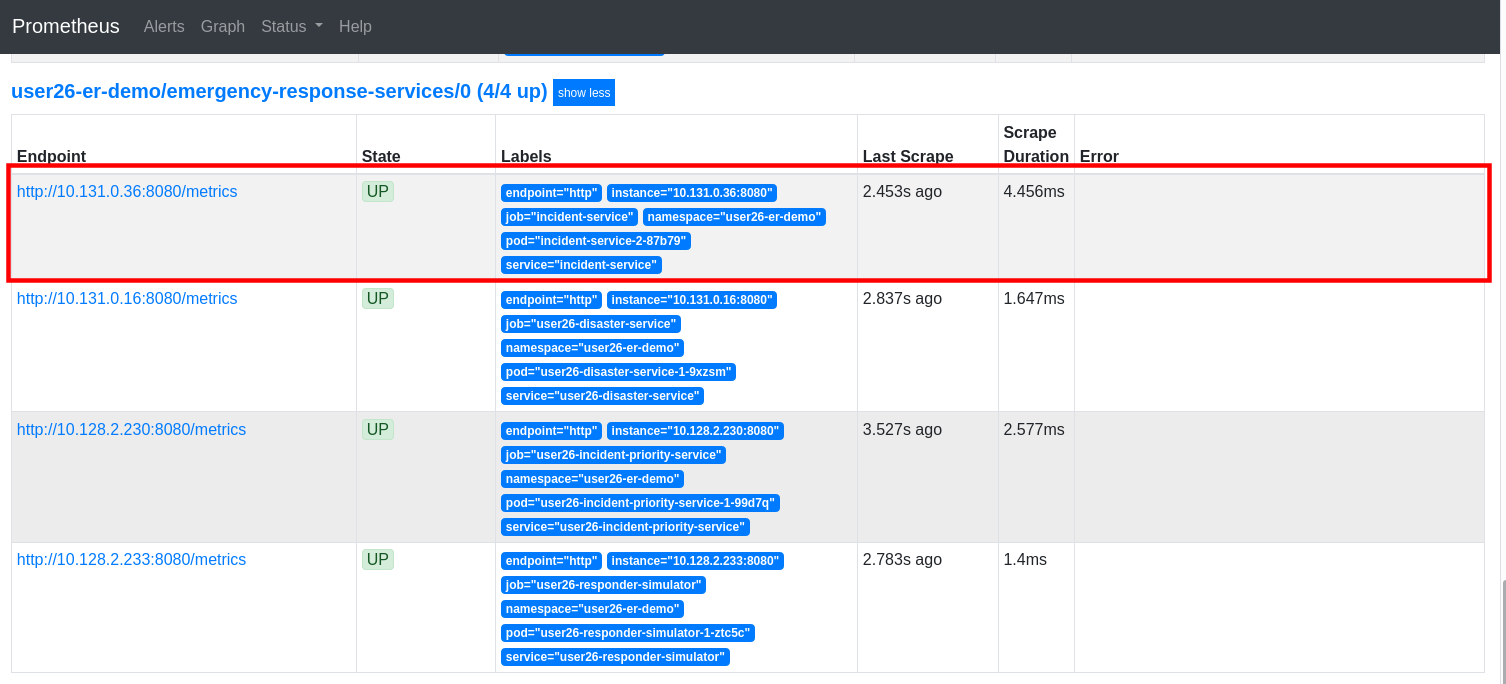 Prometheus Alerts Graph Status Help
user26-er-demo/emergency-response-services/0 (4/4 up) show less
Endpoint State Labels Last Scrape Scrape Duration Error
http://10.131.0.36:8080/metrics UP endpoint="http" instance="10.131.0.36:8080" 2.453s ago 4.456ms
job="incident-service" namespace="user26-er-demo"
pod="incident-service-2-87b79"
service="incident-service"
http://10.131.0.16:8080/metrics UP endpoint="http" instance="10.131.0.16:8080" 2.837s ago 1.647ms
job="user26-disaster-service"
namespace="user26-er-demo"
pod="user26-disaster-service-1-9xzsm"
service="user26-disaster-service"
http://10.128.2.230:8080/metrics UP endpoint="http" instance="10.128.2.230:8080" 3.527s ago 2.577ms
job="user26-incident-priority-service"
namespace="user26-er-demo"
pod="user26-incident-priority-service-1-99d7q"
service="user26-incident-priority-service"
http://10.128.2.233:8080/metrics UP endpoint="http" instance="10.128.2.233:8080" 2.783s ago 1.4ms
job="user26-responder-simulator"
namespace="user26-er-demo"
pod="user26-responder-simulator-1-ztc5c"
service="user26-responder-simulator"